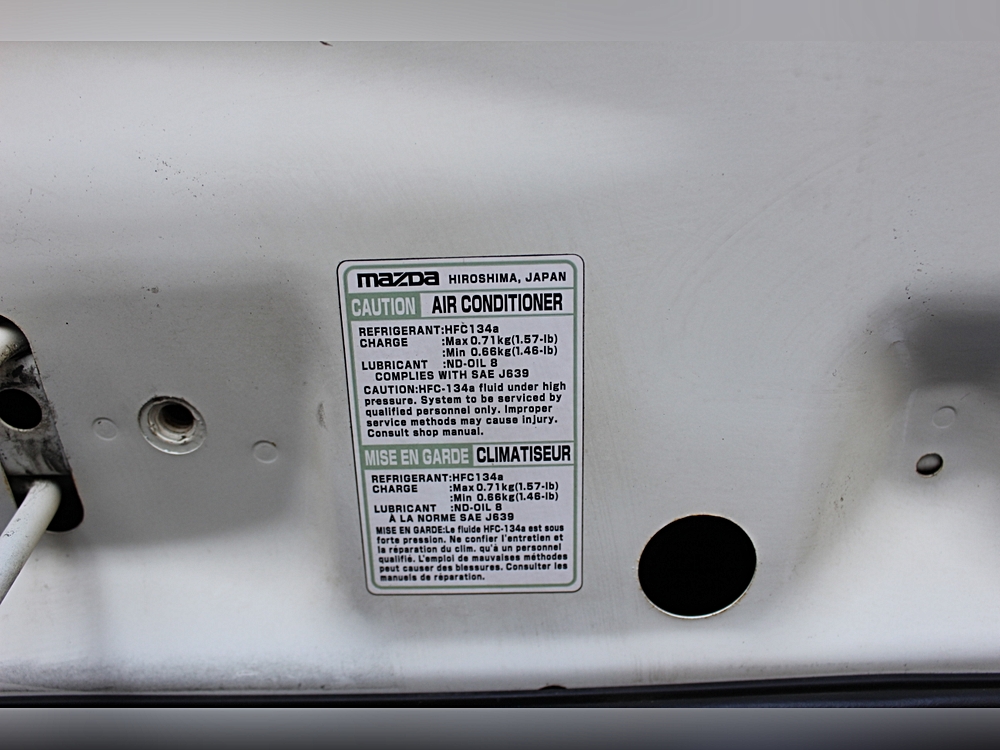 mazDa HIROSHIMA, JAPAN
CAUTION AIR CONDITIONER
REFRIGERANT:HFC134a
CHARGE :Max 0.71kg(1.57-lb)
:Min 0.66kg(1.46-lb)
LUBRICANT :ND-OIL 8
COMPLIES WITH SAE J639
CAUTION:HFC-134a fluid under high
pressure. System to be serviced by
qualified personnel only. Improper
service methods may cause injury.
Consult shop manual.
MISE EN GARDE CLIMATISEUR
REFRIGERANT:HFC134a
CHARGE :Max 0.71kg(1.57-lb)
:Min 0.66kg(1.46-lb)
LUBRICANT :ND-OIL 8
À LA NORME SAE J639
MISE EN GARDE:Le fluide HFC-134a est sous
forte pression. Ne confier l'entretien et
la réparation du clim. qu'à un personnel
qualifié. L'emploi de mauvaises méthodes
peut causer des blessures. Consulter les
manuels de réparation.